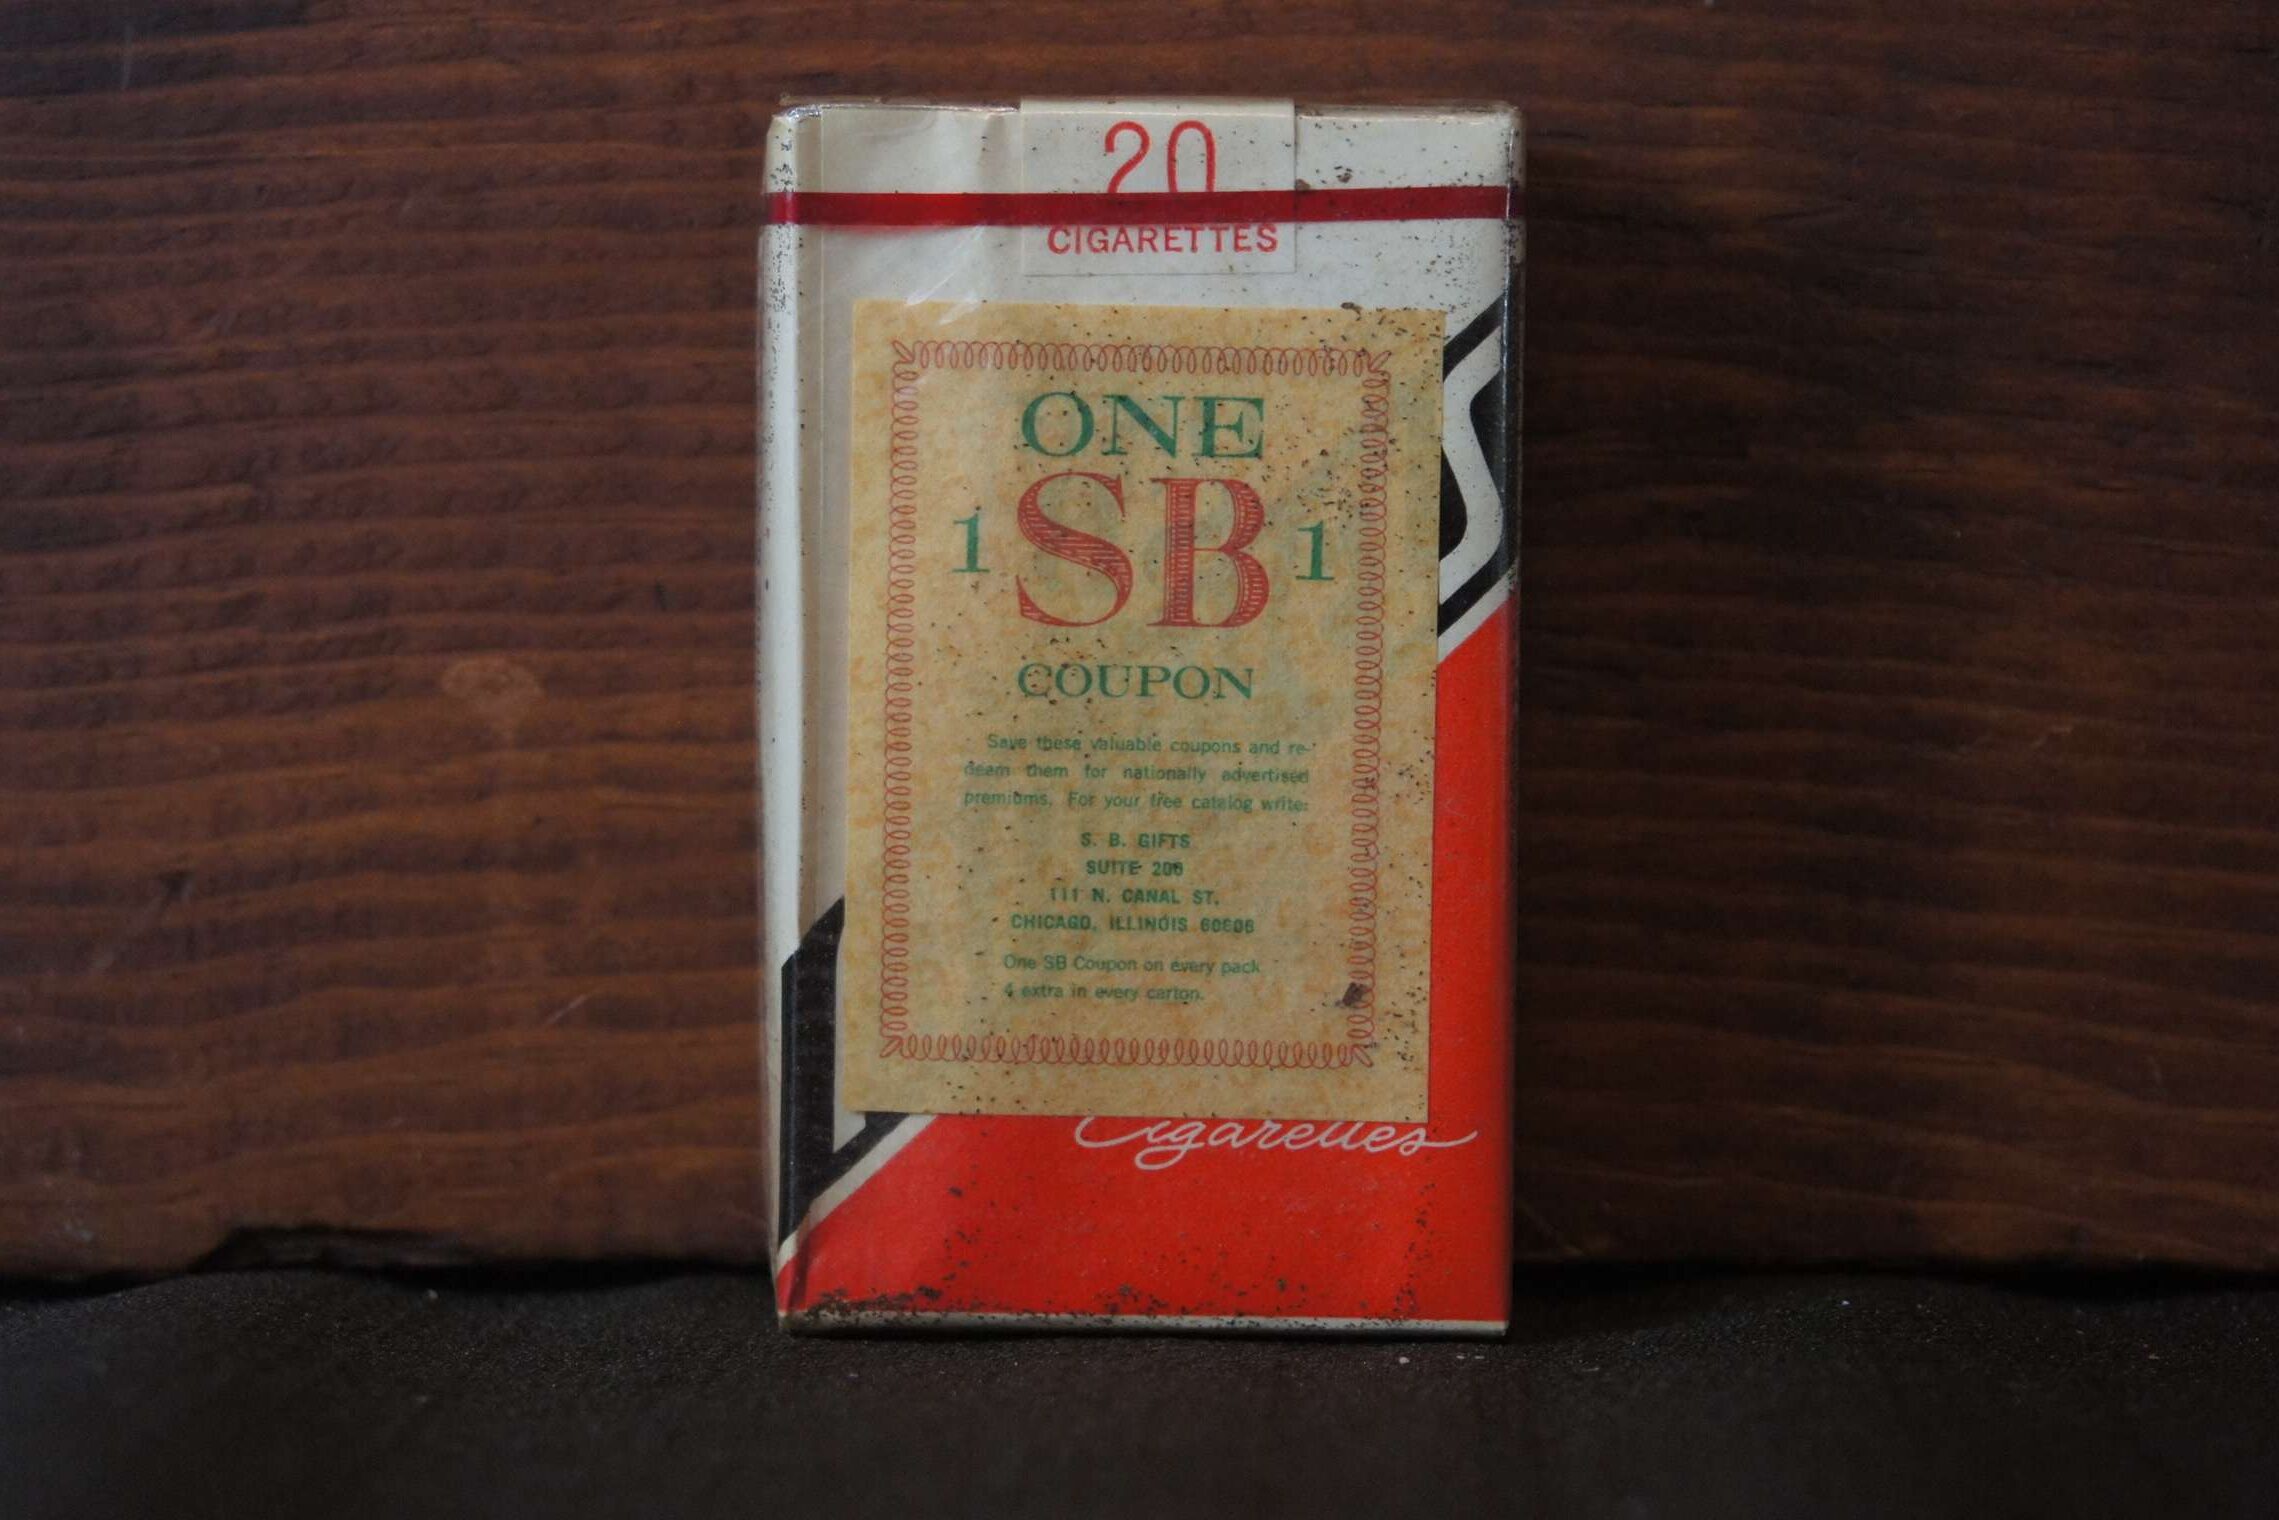 20
CIGARETTES
ONE
1 SB 1
COUPON
Save these valuable coupons and re-
deem them for nationally advertised
premiums. For your free catalog write:
S. B. GIFTS
SUITE 206
111 N. CANAL ST.
CHICAGO, ILLINOIS 60606
One SB Coupon on every pack
4 extra in every carton.
Cigarettes